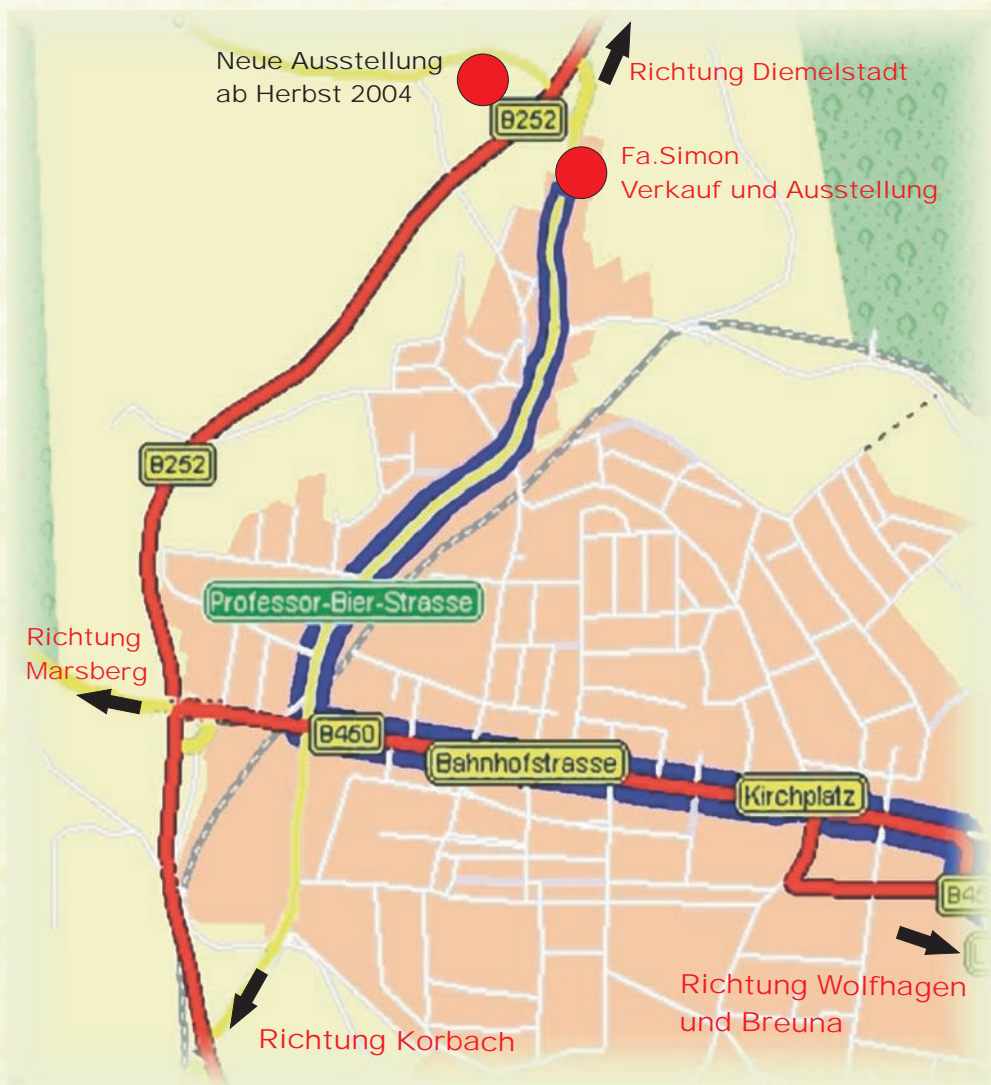 Neue Ausstellung
ab Herbst 2004
Richtung Diemelstadt
B252
Fa.Simon
Verkauf und Ausstellung
B252
Professor-Bier-Strasse
Richtung
Marsberg
B450
Bahnhofstrasse
Kirchplatz
Richtung Wolfhagen
und Breuna
Richtung Korbach